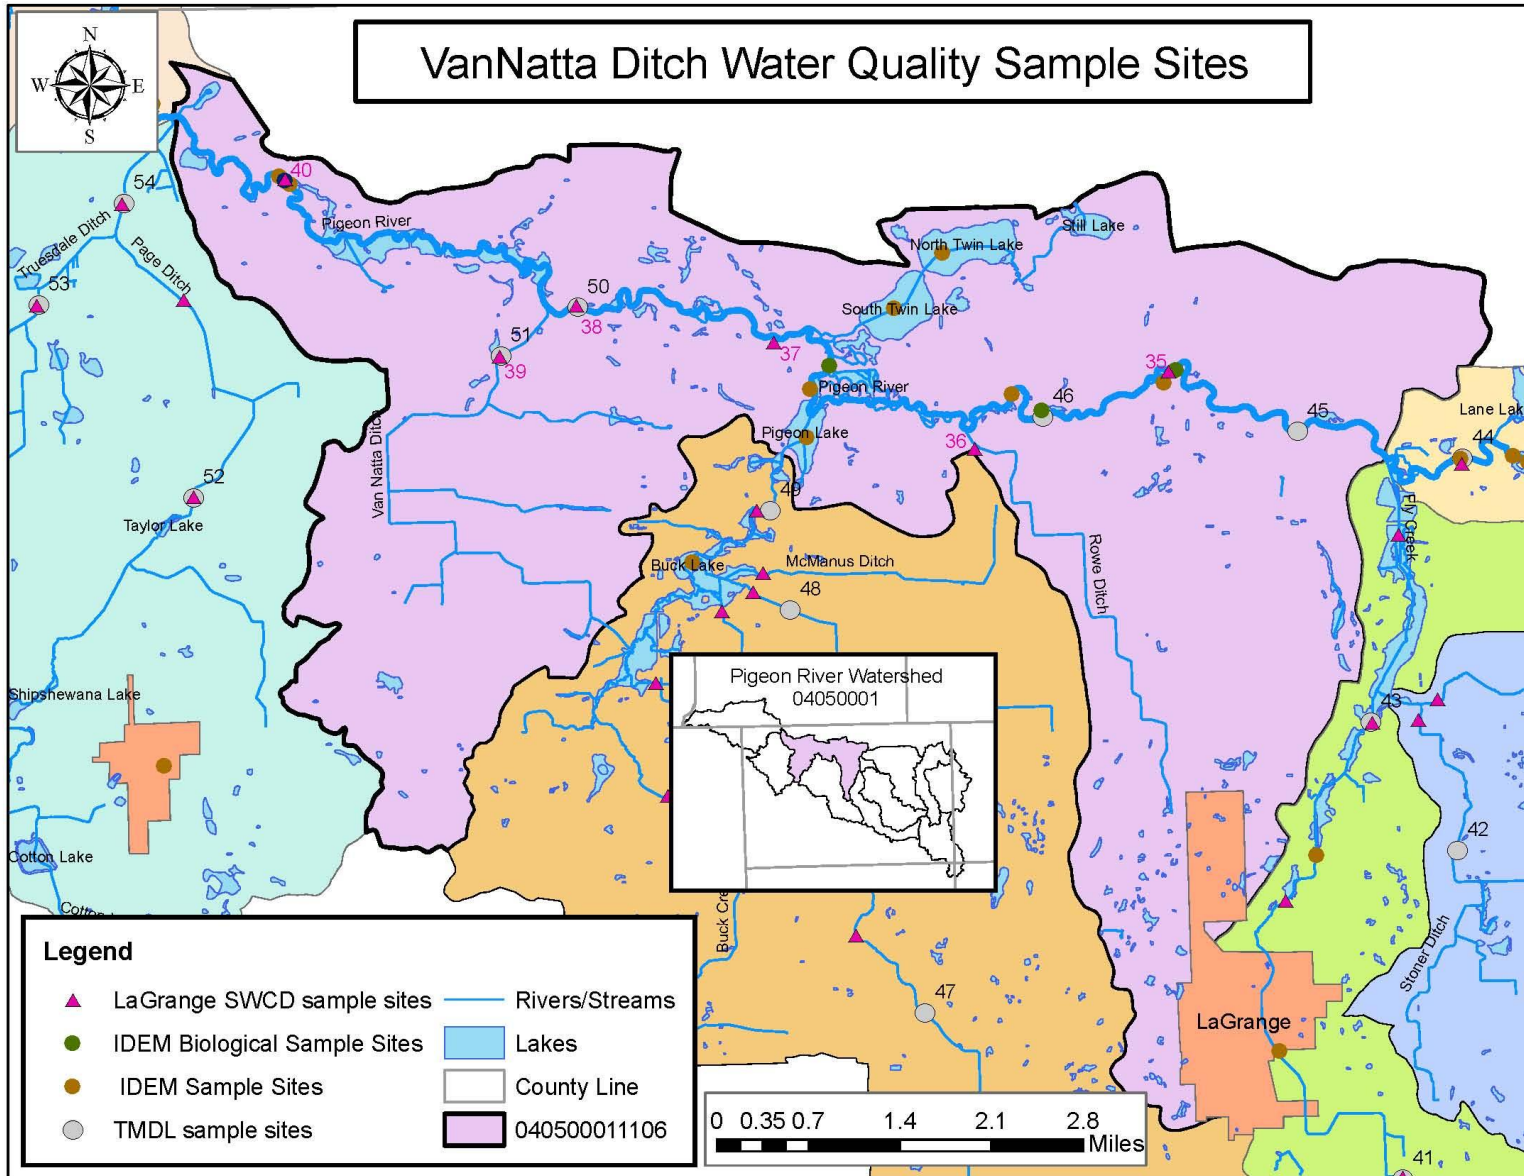 VanNatta Ditch Water Quality Sample Sites
N
W
E
S
54
Truesdale Ditch
Page Ditch
53
40
Pigeon River
North Twin Lake
Still Lake
South Twin Lake
50
38
51
39
37
Pigeon River
35
46
45
Lane Lak
44
36
Pigeon Lake
Van Natta Ditch
52
Taylor Lake
49
Buck Lake
McManus Ditch
48
Rowe Ditch
Fly Creek
Shipshewana Lake
43
42
Cotton Lake
Pigeon River Watershed
04050001
Buck Cre
47
Stoner Ditch
LaGrange
41
Legend
LaGrange SWCD sample sites
Rivers/Streams
IDEM Biological Sample Sites
Lakes
IDEM Sample Sites
County Line
TMDL sample sites
040500011106
0 0.35 0.7 1.4 2.1 2.8
Miles